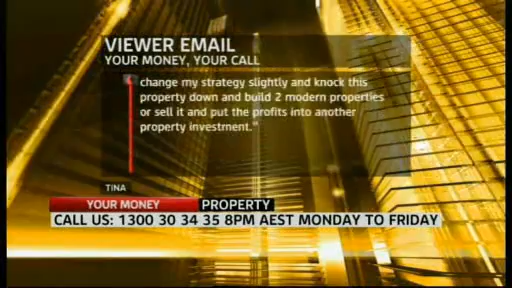 VIEWER EMAIL
YOUR MONEY, YOUR CALL
change my strategy slightly and knock this
property down and build 2 modern properties
or sell it and put the profits into another
property investment."
TINA
YOUR MONEY PROPERTY
CALL US: 1300 30 34 35 8PM AEST MONDAY TO FRIDAY